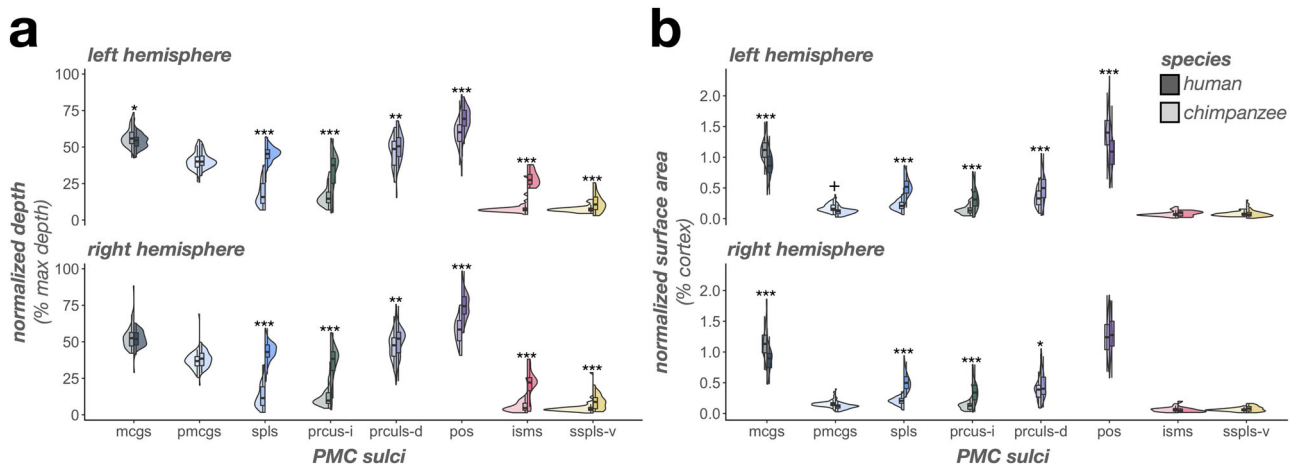 a
left hemisphere
100
75
50
25
0
*
***
***
**
***
***
***
right hemisphere
100
75
50
25
0
***
***
**
***
***
***
mcgs pmcgs spls prcus-i prculs-d pos isms sspls-v
PMC sulci
normalized depth
(% max depth)
b
left hemisphere
2.0
1.5
1.0
0.5
0.0
***
+
***
***
***
***
species
human
chimpanzee
right hemisphere
2.0
1.5
1.0
0.5
0.0
***
***
***
*
mcgs pmcgs spls prcus-i prculs-d pos isms sspls-v
PMC sulci
normalized surface area
(% cortex)